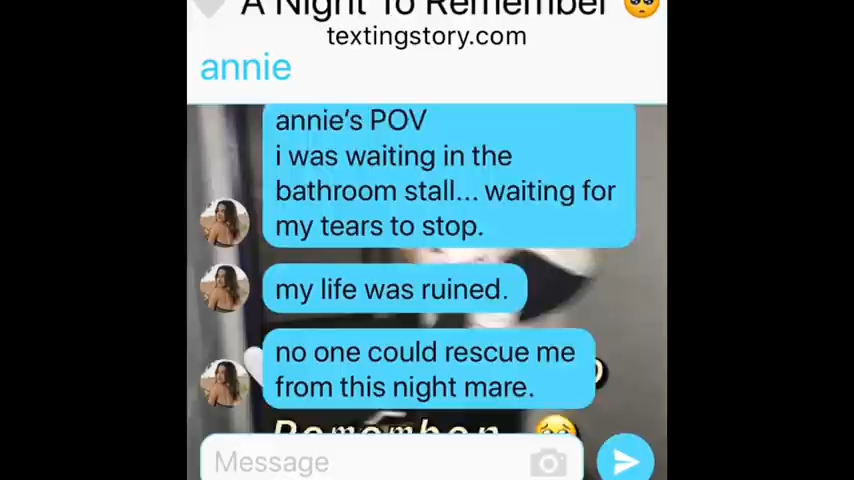 A Night To Remember 🥺
textingstory.com
annie
annie's POV
i was waiting in the
bathroom stall... waiting for
my tears to stop.
my life was ruined.
no one could rescue me
from this night mare.
Remember 🥺
Message